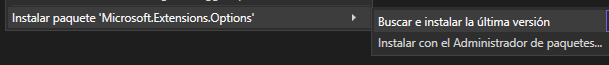 Instalar paquete 'Microsoft.Extensions.Options'
Buscar e instalar la última versión
Instalar con el Administrador de paquetes...